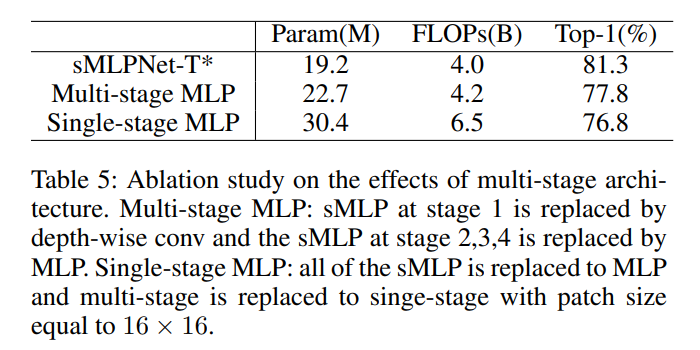 Param(M) FLOPs(B) Top-1(%)
sMLPNet-T* 19.2 4.0 81.3
Multi-stage MLP 22.7 4.2 77.8
Single-stage MLP 30.4 6.5 76.8
Table 5: Ablation study on the effects of multi-stage archi-
tecture. Multi-stage MLP: sMLP at stage 1 is replaced by
depth-wise conv and the sMLP at stage 2,3,4 is replaced by
MLP. Single-stage MLP: all of the sMLP is replaced to MLP
and multi-stage is replaced to singe-stage with patch size
equal to 16 × 16.